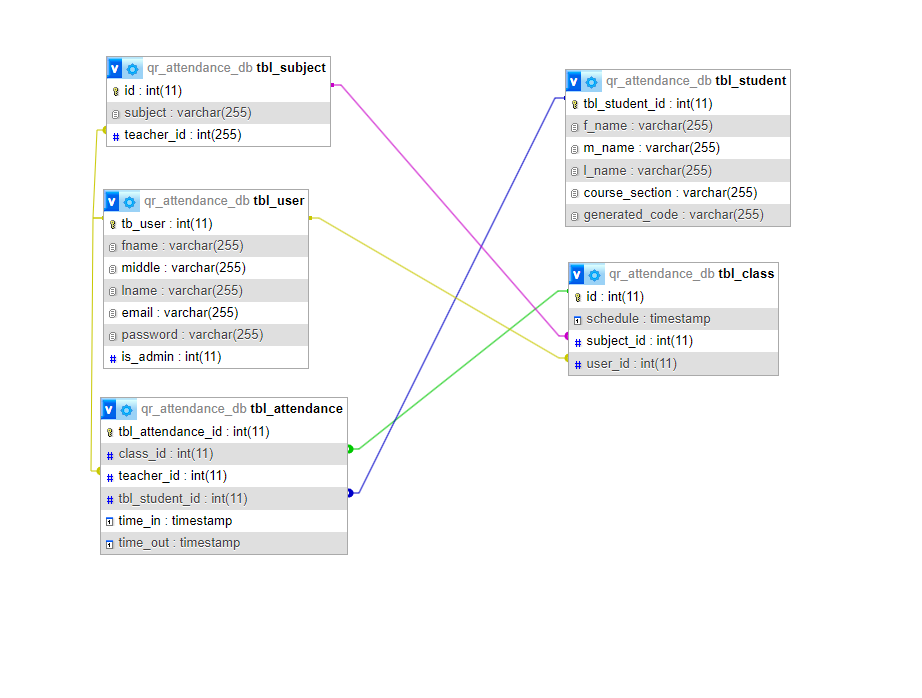 qr_attendance_db tbl_subject
id : int(11)
subject : varchar(255)
# teacher_id : int(255)
qr_attendance_db tbl_user
tb_user : int(11)
fname : varchar(255)
middle : varchar(255)
lname : varchar(255)
email : varchar(255)
password : varchar(255)
# is_admin : int(11)
qr_attendance_db tbl_attendance
tbl_attendance_id : int(11)
# class_id : int(11)
# teacher_id : int(11)
# tbl_student_id : int(11)
time_in : timestamp
time_out : timestamp
qr_attendance_db tbl_student
tbl_student_id : int(11)
f_name : varchar(255)
m_name : varchar(255)
l_name : varchar(255)
course_section : varchar(255)
generated_code : varchar(255)
qr_attendance_db tbl_class
id : int(11)
schedule : timestamp
# subject_id : int(11)
# user_id : int(11)